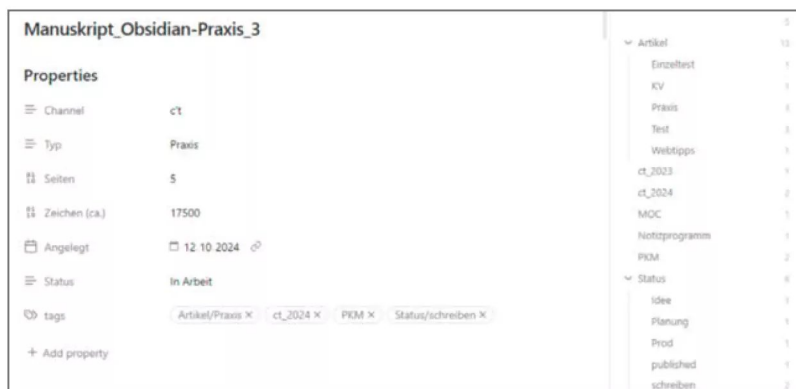 Manuskript_Obsidian-Praxis_3
Properties
Channel c't
Typ Praxis
Seiten 5
Zeichen (ca.) 17500
Angelegt 12 10 2024
Status In Arbeit
tags Artikel/Praxis × ct_2024 × PKM × Status/schreiben ×
+ Add property
Artikel
Einzeltest
KV
Praxis
Test
Webtipps
ct_2023
ct_2024
MOC
Notizprogramm
PKM
Status
Idee
Planung
Prod
published
schreiben